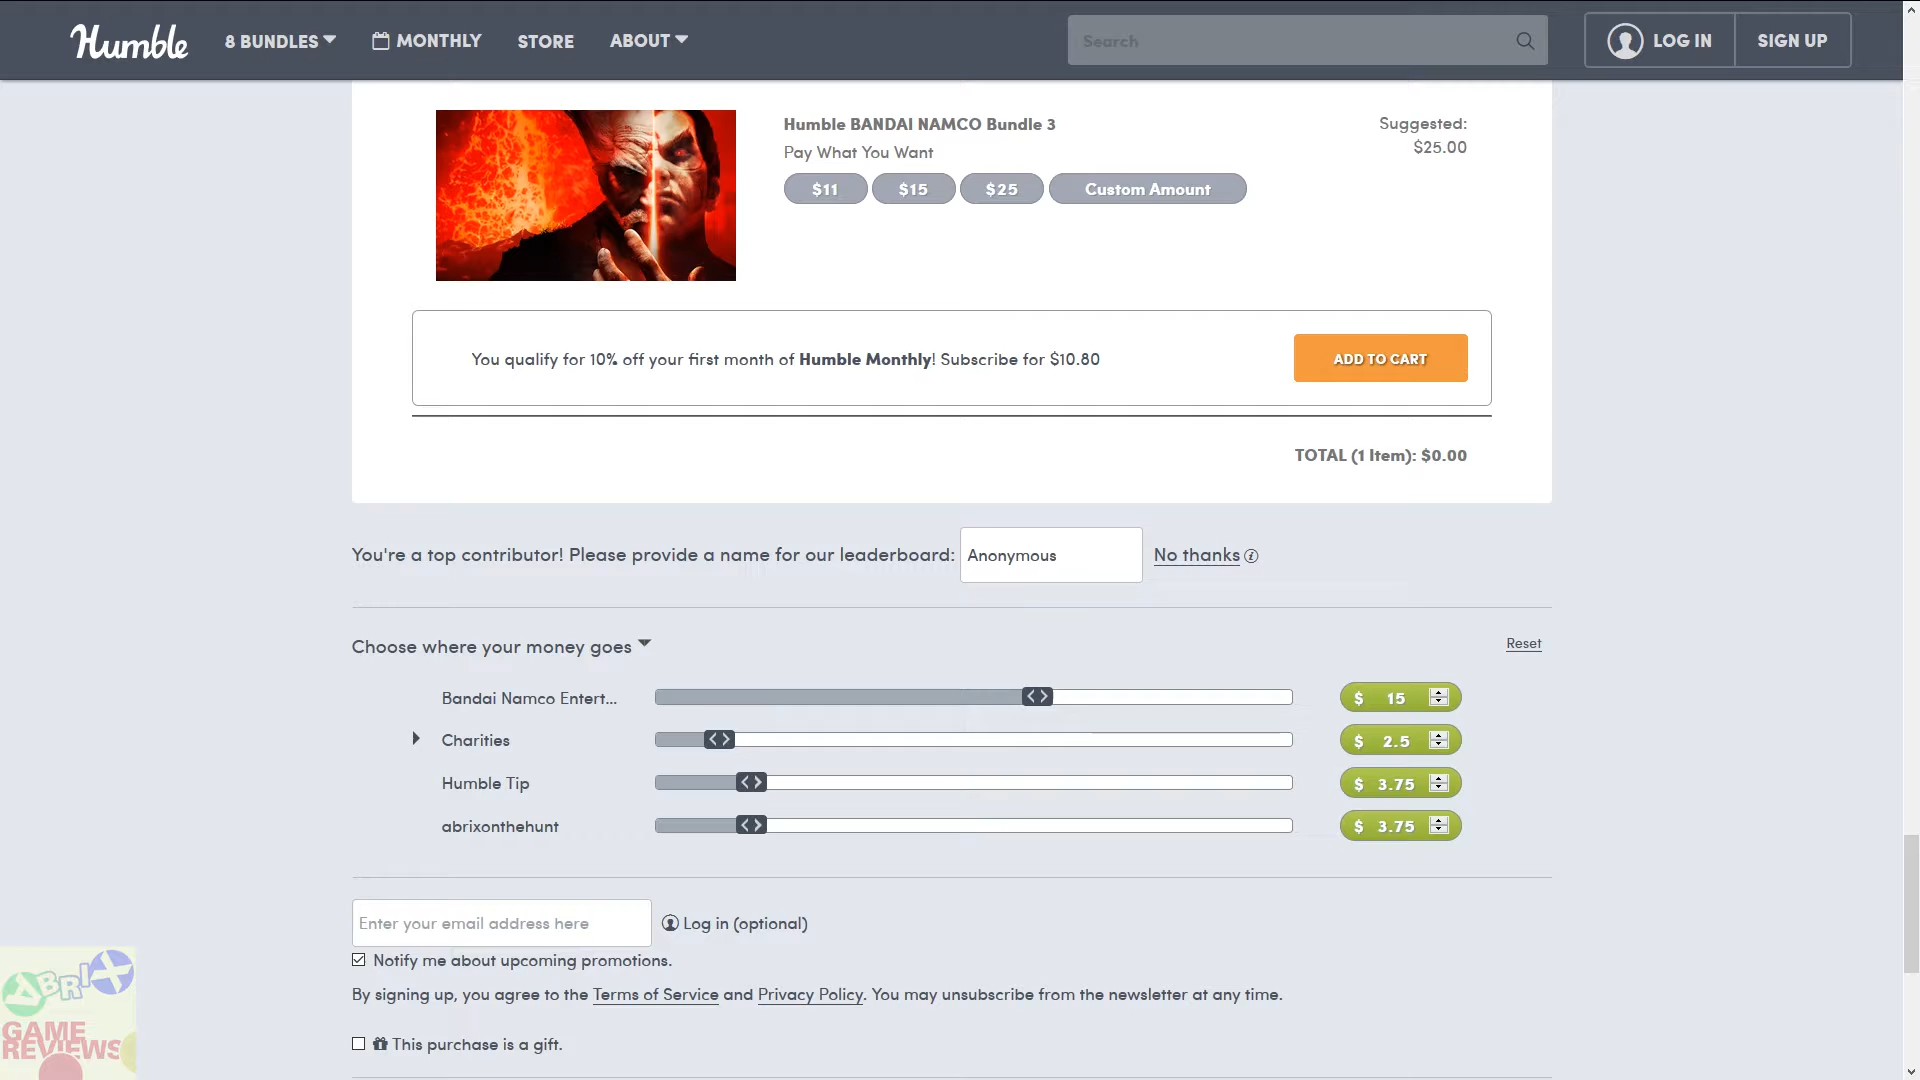 Humble
8 BUNDLES
MONTHLY
STORE
ABOUT
Search
LOG IN
SIGN UP
Humble BANDAI NAMCO Bundle 3
Suggested:
Pay What You Want
$25.00
$11
$15
$25
Custom Amount
You qualify for 10% off your first month of Humble Monthly! Subscribe for $10.80
ADD TO CART
TOTAL (1 Item): $0.00
You're a top contributor! Please provide a name for our leaderboard: Anonymous No thanks
Choose where your money goes
Reset
Bandai Namco Entert...
$ 15
Charities
$ 2.5
Humble Tip
$ 3.75
abrixonthehunt
$ 3.75
Enter your email address here
Log in (optional)
Notify me about upcoming promotions.
By signing up, you agree to the Terms of Service and Privacy Policy. You may unsubscribe from the newsletter at any time.
This purchase is a gift.
ABRIX
GAME
REVIEWS